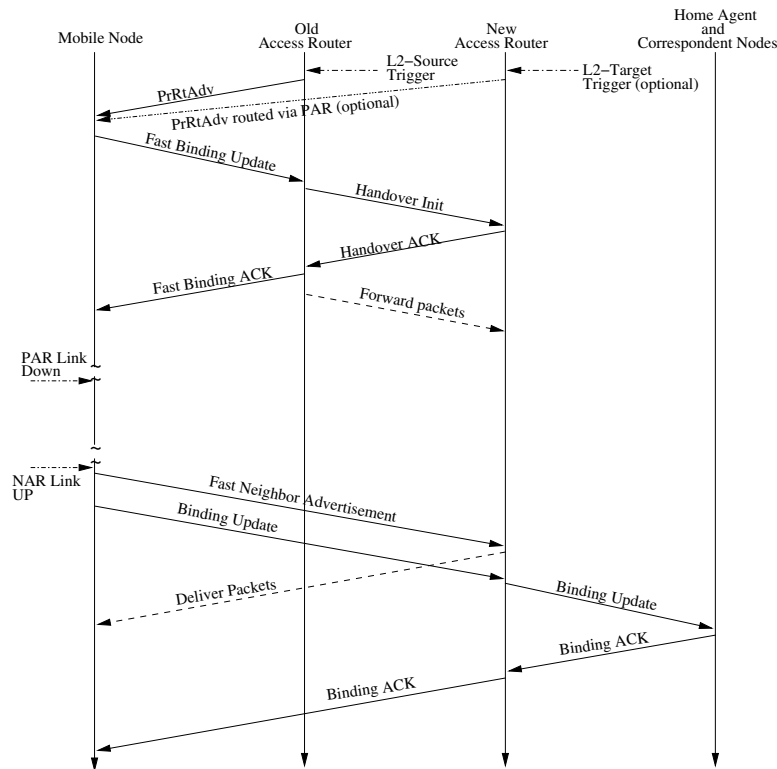 Mobile Node
Old
Access Router
New
Access Router
Home Agent
and
Correspondent Nodes
L2−Source
Trigger
L2−Target
Trigger (optional)
PrRtAdv
PrRtAdv routed via PAR (optional)
Fast Binding Update
Handover Init
Handover ACK
Fast Binding ACK
Forward packets
PAR Link
Down
~
~
~
~
NAR Link
UP
Fast Neighbor Advertisement
Binding Update
Deliver Packets
Binding Update
Binding ACK
Binding ACK